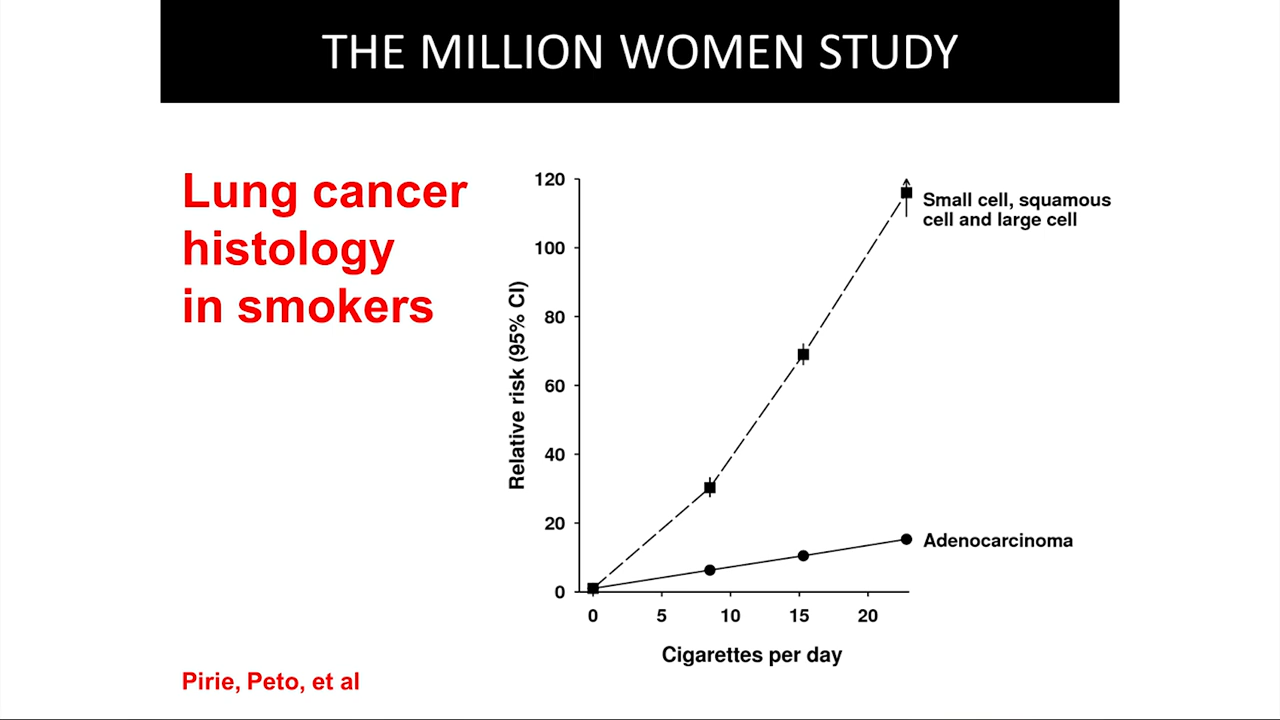 THE MILLION WOMEN STUDY
Lung cancer
histology
in smokers
Relative risk (95% CI)
120
100
80
60
40
20
0
Small cell, squamous
cell and large cell
Adenocarcinoma
0 5 10 15 20
Cigarettes per day
Pirie, Peto, et al